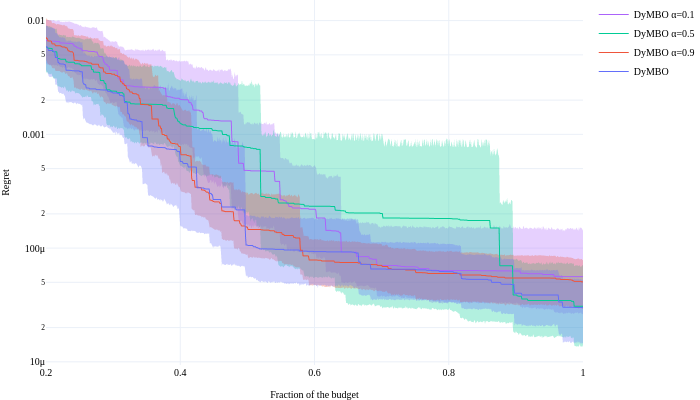 0.01
5
2
0.001
5
2
100μ
5
2
10μ
0.2
0.4
0.6
0.8
1
Fraction of the budget
Regret
DyMBO α=0.1
DyMBO α=0.5
DyMBO α=0.9
DyMBO